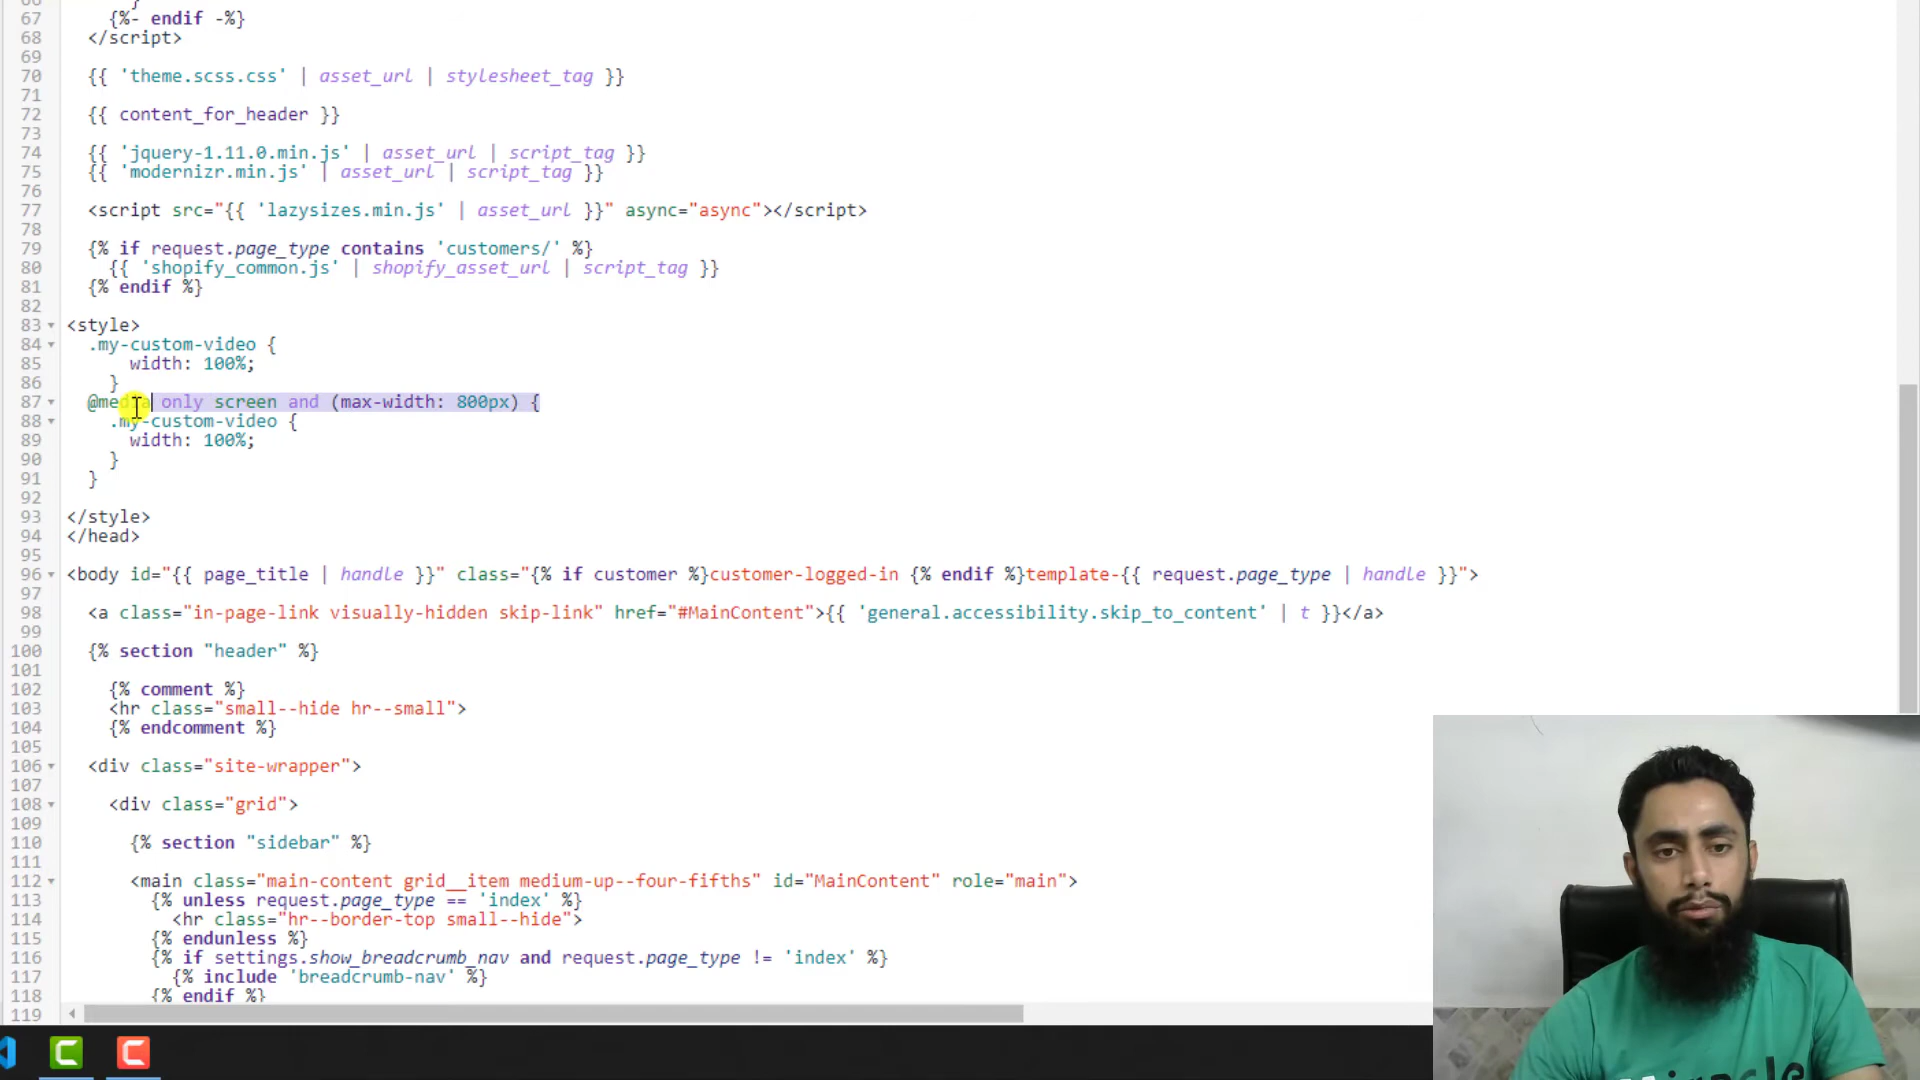 66 }
67 {%- endif -%}
68 </script>
69
70 {{ 'theme.scss.css' | asset_url | stylesheet_tag }}
71
72 {{ content_for_header }}
73
74 {{ 'jquery-1.11.0.min.js' | asset_url | script_tag }}
75 {{ 'modernizr.min.js' | asset_url | script_tag }}
76
77 <script src="{{ 'lazysizes.min.js' | asset_url }}" async="async"></script>
78
79 {% if request.page_type contains 'customers/' %}
80 {{ 'shopify_common.js' | shopify_asset_url | script_tag }}
81 {% endif %}
82
83 <style>
84 .my-custom-video {
85 width: 100%;
86 }
87 @media only screen and (max-width: 800px) {
88 .my-custom-video {
89 width: 100%;
90 }
91 }
92
93 </style>
94 </head>
95
96 <body id="{{ page_title | handle }}" class="{% if customer %}customer-logged-in {% endif %}template-{{ request.page_type | handle }}">
97
98 <a class="in-page-link visually-hidden skip-link" href="#MainContent">{{ 'general.accessibility.skip_to_content' | t }}</a>
99
100 {% section "header" %}
101
102 {% comment %}
103 <hr class="small--hide hr--small">
104 {% endcomment %}
105
106 <div class="site-wrapper">
107
108 <div class="grid">
109
110 {% section "sidebar" %}
111
112 <main class="main-content grid__item medium-up--four-fifths" id="MainContent" role="main">
113 {% unless request.page_type == 'index' %}
114 <hr class="hr--border-top small--hide">
115 {% endunless %}
116 {% if settings.show_breadcrumb_nav and request.page_type != 'index' %}
117 {% include 'breadcrumb-nav' %}
118 {% endif %}
119